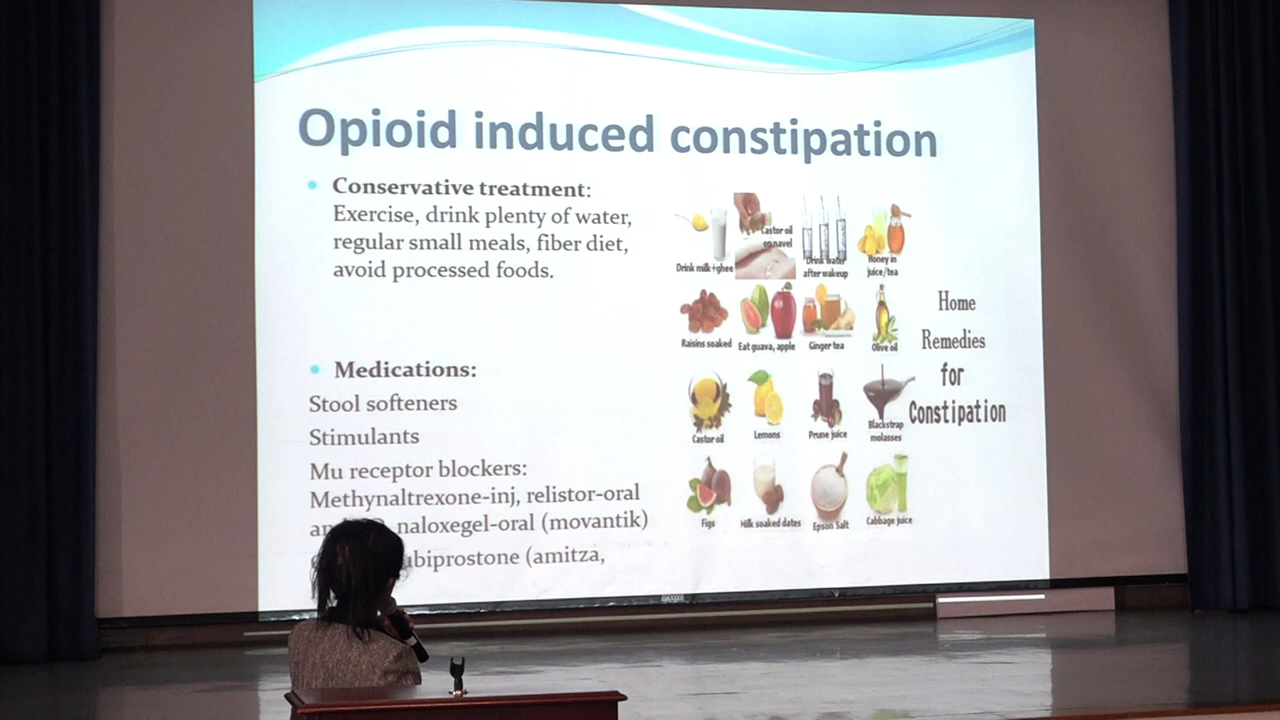 Opioid induced constipation
Conservative treatment:
Exercise, drink plenty of water,
regular small meals, fiber diet,
avoid processed foods.
Medications:
Stool softeners
Stimulants
Mu receptor blockers:
Methynaltrexone-inj, relistor-oral
naloxegel-oral (movantik)
(amitza,
Drink milk+ghee
Castor oil
on navel
Drink water
after wakeup
Honey in
juice/tea
Raisins soaked
Eat guava, apple
Ginger tea
Olive oil
Castor oil
Lemons
Prune juice
Blackstrap
molasses
Figs
Milk soaked dates
Epson Salt
Cabbage juice
Home
Remedies
for
Constipation